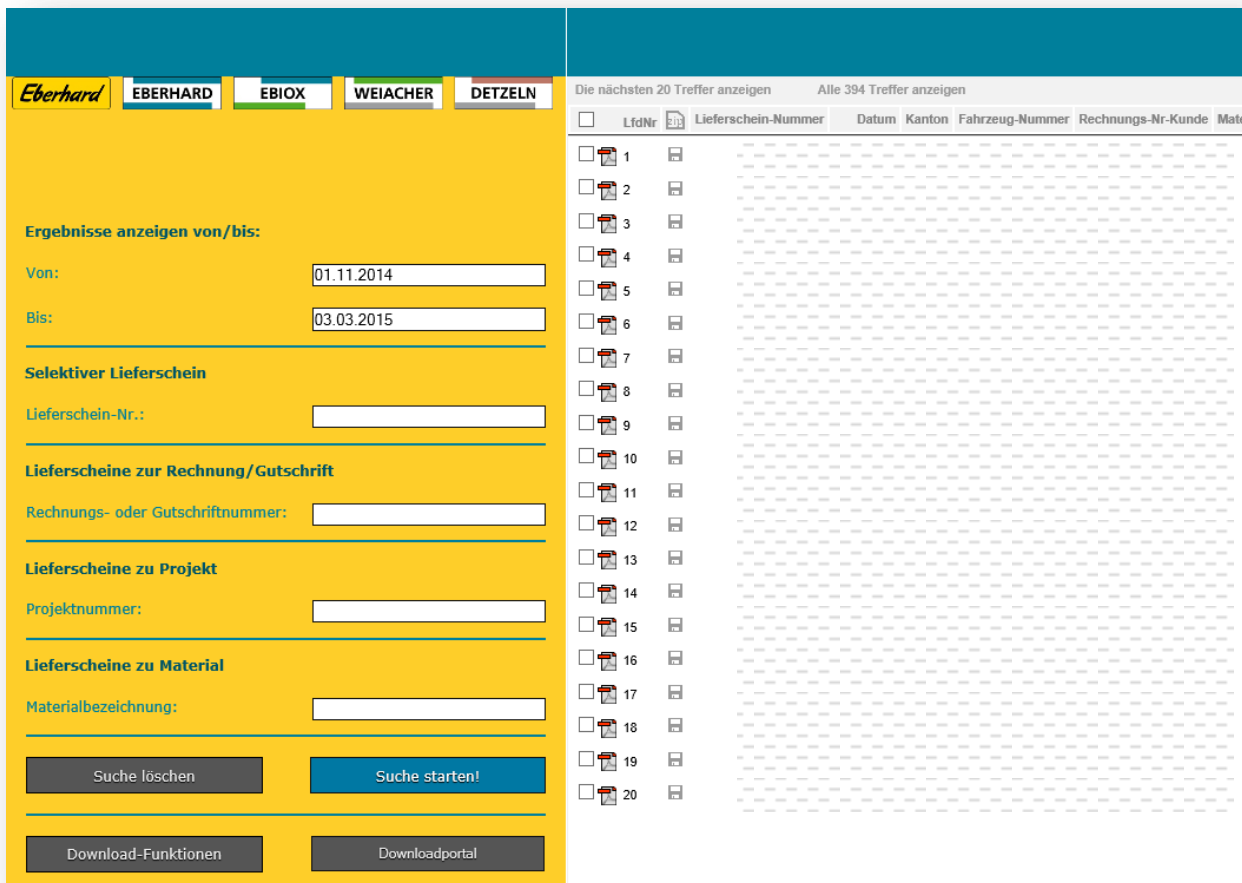 Eberhard EBERHARD EBIOX WEIACHER DETZELN
Ergebnisse anzeigen von/bis:
Von: 01.11.2014
Bis: 03.03.2015
Selektiver Lieferschein
Lieferschein-Nr.:
Lieferscheine zur Rechnung/Gutschrift
Rechnungs- oder Gutschriftnummer:
Lieferscheine zu Projekt
Projektnummer:
Lieferscheine zu Material
Materialbezeichnung:
Suche löschen Suche starten!
Download-Funktionen Downloadportal
Die nächsten 20 Treffer anzeigen Alle 394 Treffer anzeigen
LfdNr zip Lieferschein-Nummer Datum Kanton Fahrzeug-Nummer Rechnungs-Nr-Kunde Mate
1
2
3
4
5
6
7
8
9
10
11
12
13
14
15
16
17
18
19
20